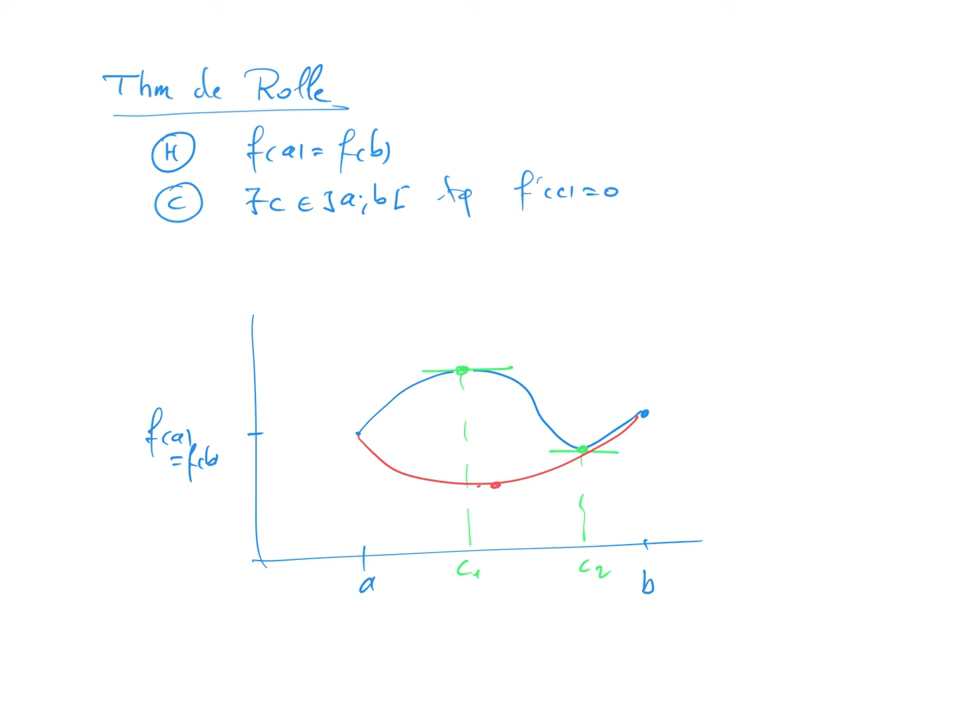 Thm de Rolle
H f(a) = f(b)
C ∃c ∈ ]a;b[ tq f'(c) = 0
f(a)
= f(b)
a c₁ c₂ b